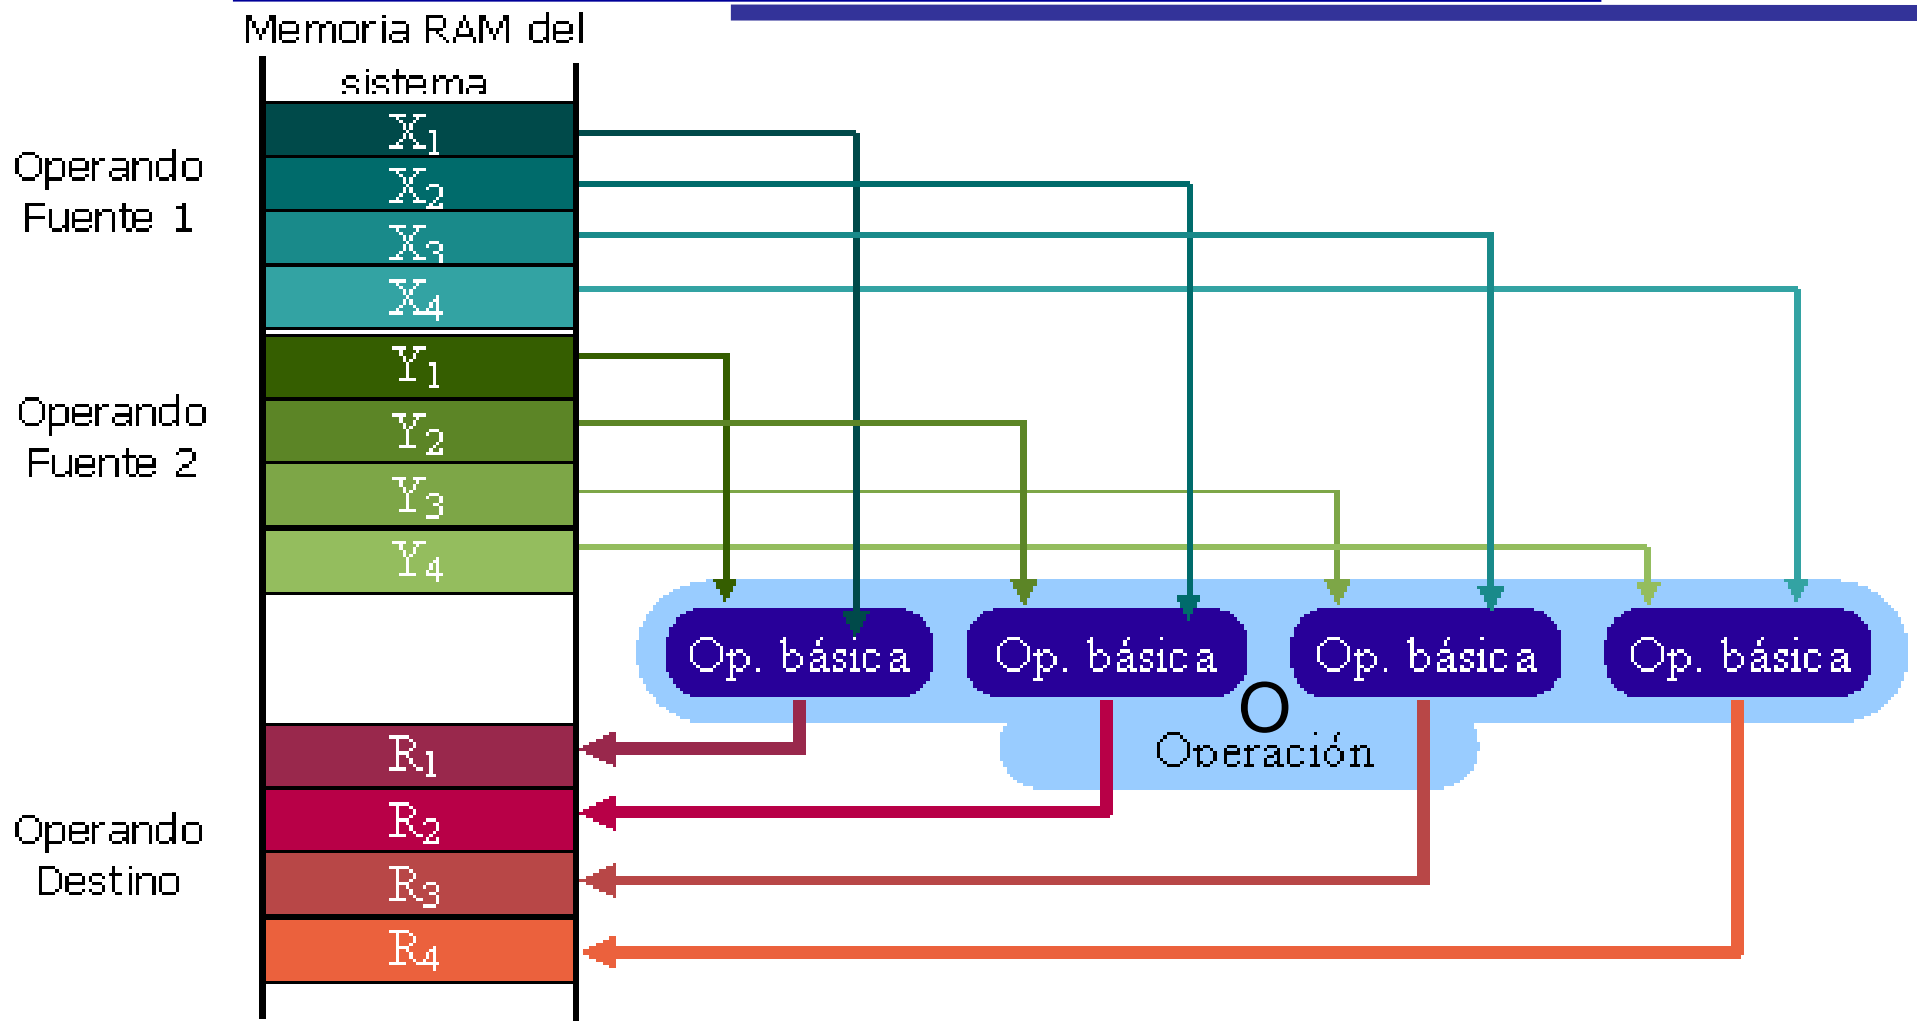 Memoria RAM del
sistema
Operando
Fuente 1
X1
X2
X3
X4
Operando
Fuente 2
Y1
Y2
Y3
Y4
Op. básica
Op. básica
Op. básica
Op. básica
O
Operación
Operando
Destino
R1
R2
R3
R4